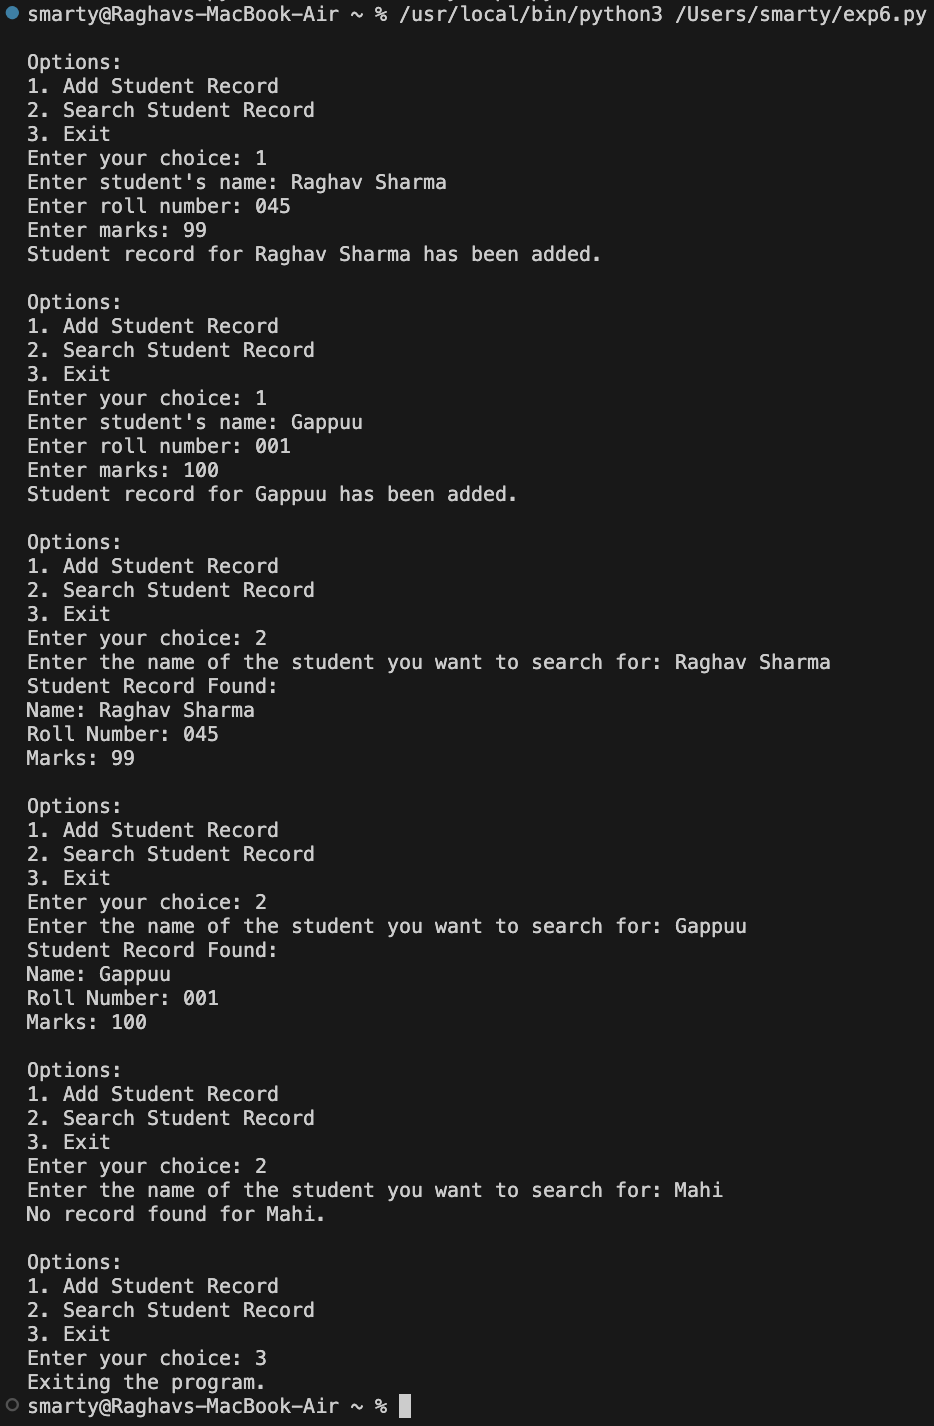 smarty@Raghavs-MacBook-Air ~ % /usr/local/bin/python3 /Users/smarty/exp6.py
Options:
1. Add Student Record
2. Search Student Record
3. Exit
Enter your choice: 1
Enter student's name: Raghav Sharma
Enter roll number: 045
Enter marks: 99
Student record for Raghav Sharma has been added.
Options:
1. Add Student Record
2. Search Student Record
3. Exit
Enter your choice: 1
Enter student's name: Gappuu
Enter roll number: 001
Enter marks: 100
Student record for Gappuu has been added.
Options:
1. Add Student Record
2. Search Student Record
3. Exit
Enter your choice: 2
Enter the name of the student you want to search for: Raghav Sharma
Student Record Found:
Name: Raghav Sharma
Roll Number: 045
Marks: 99
Options:
1. Add Student Record
2. Search Student Record
3. Exit
Enter your choice: 2
Enter the name of the student you want to search for: Gappuu
Student Record Found:
Name: Gappuu
Roll Number: 001
Marks: 100
Options:
1. Add Student Record
2. Search Student Record
3. Exit
Enter your choice: 2
Enter the name of the student you want to search for: Mahi
No record found for Mahi.
Options:
1. Add Student Record
2. Search Student Record
3. Exit
Enter your choice: 3
Exiting the program.
smarty@Raghavs-MacBook-Air ~ %